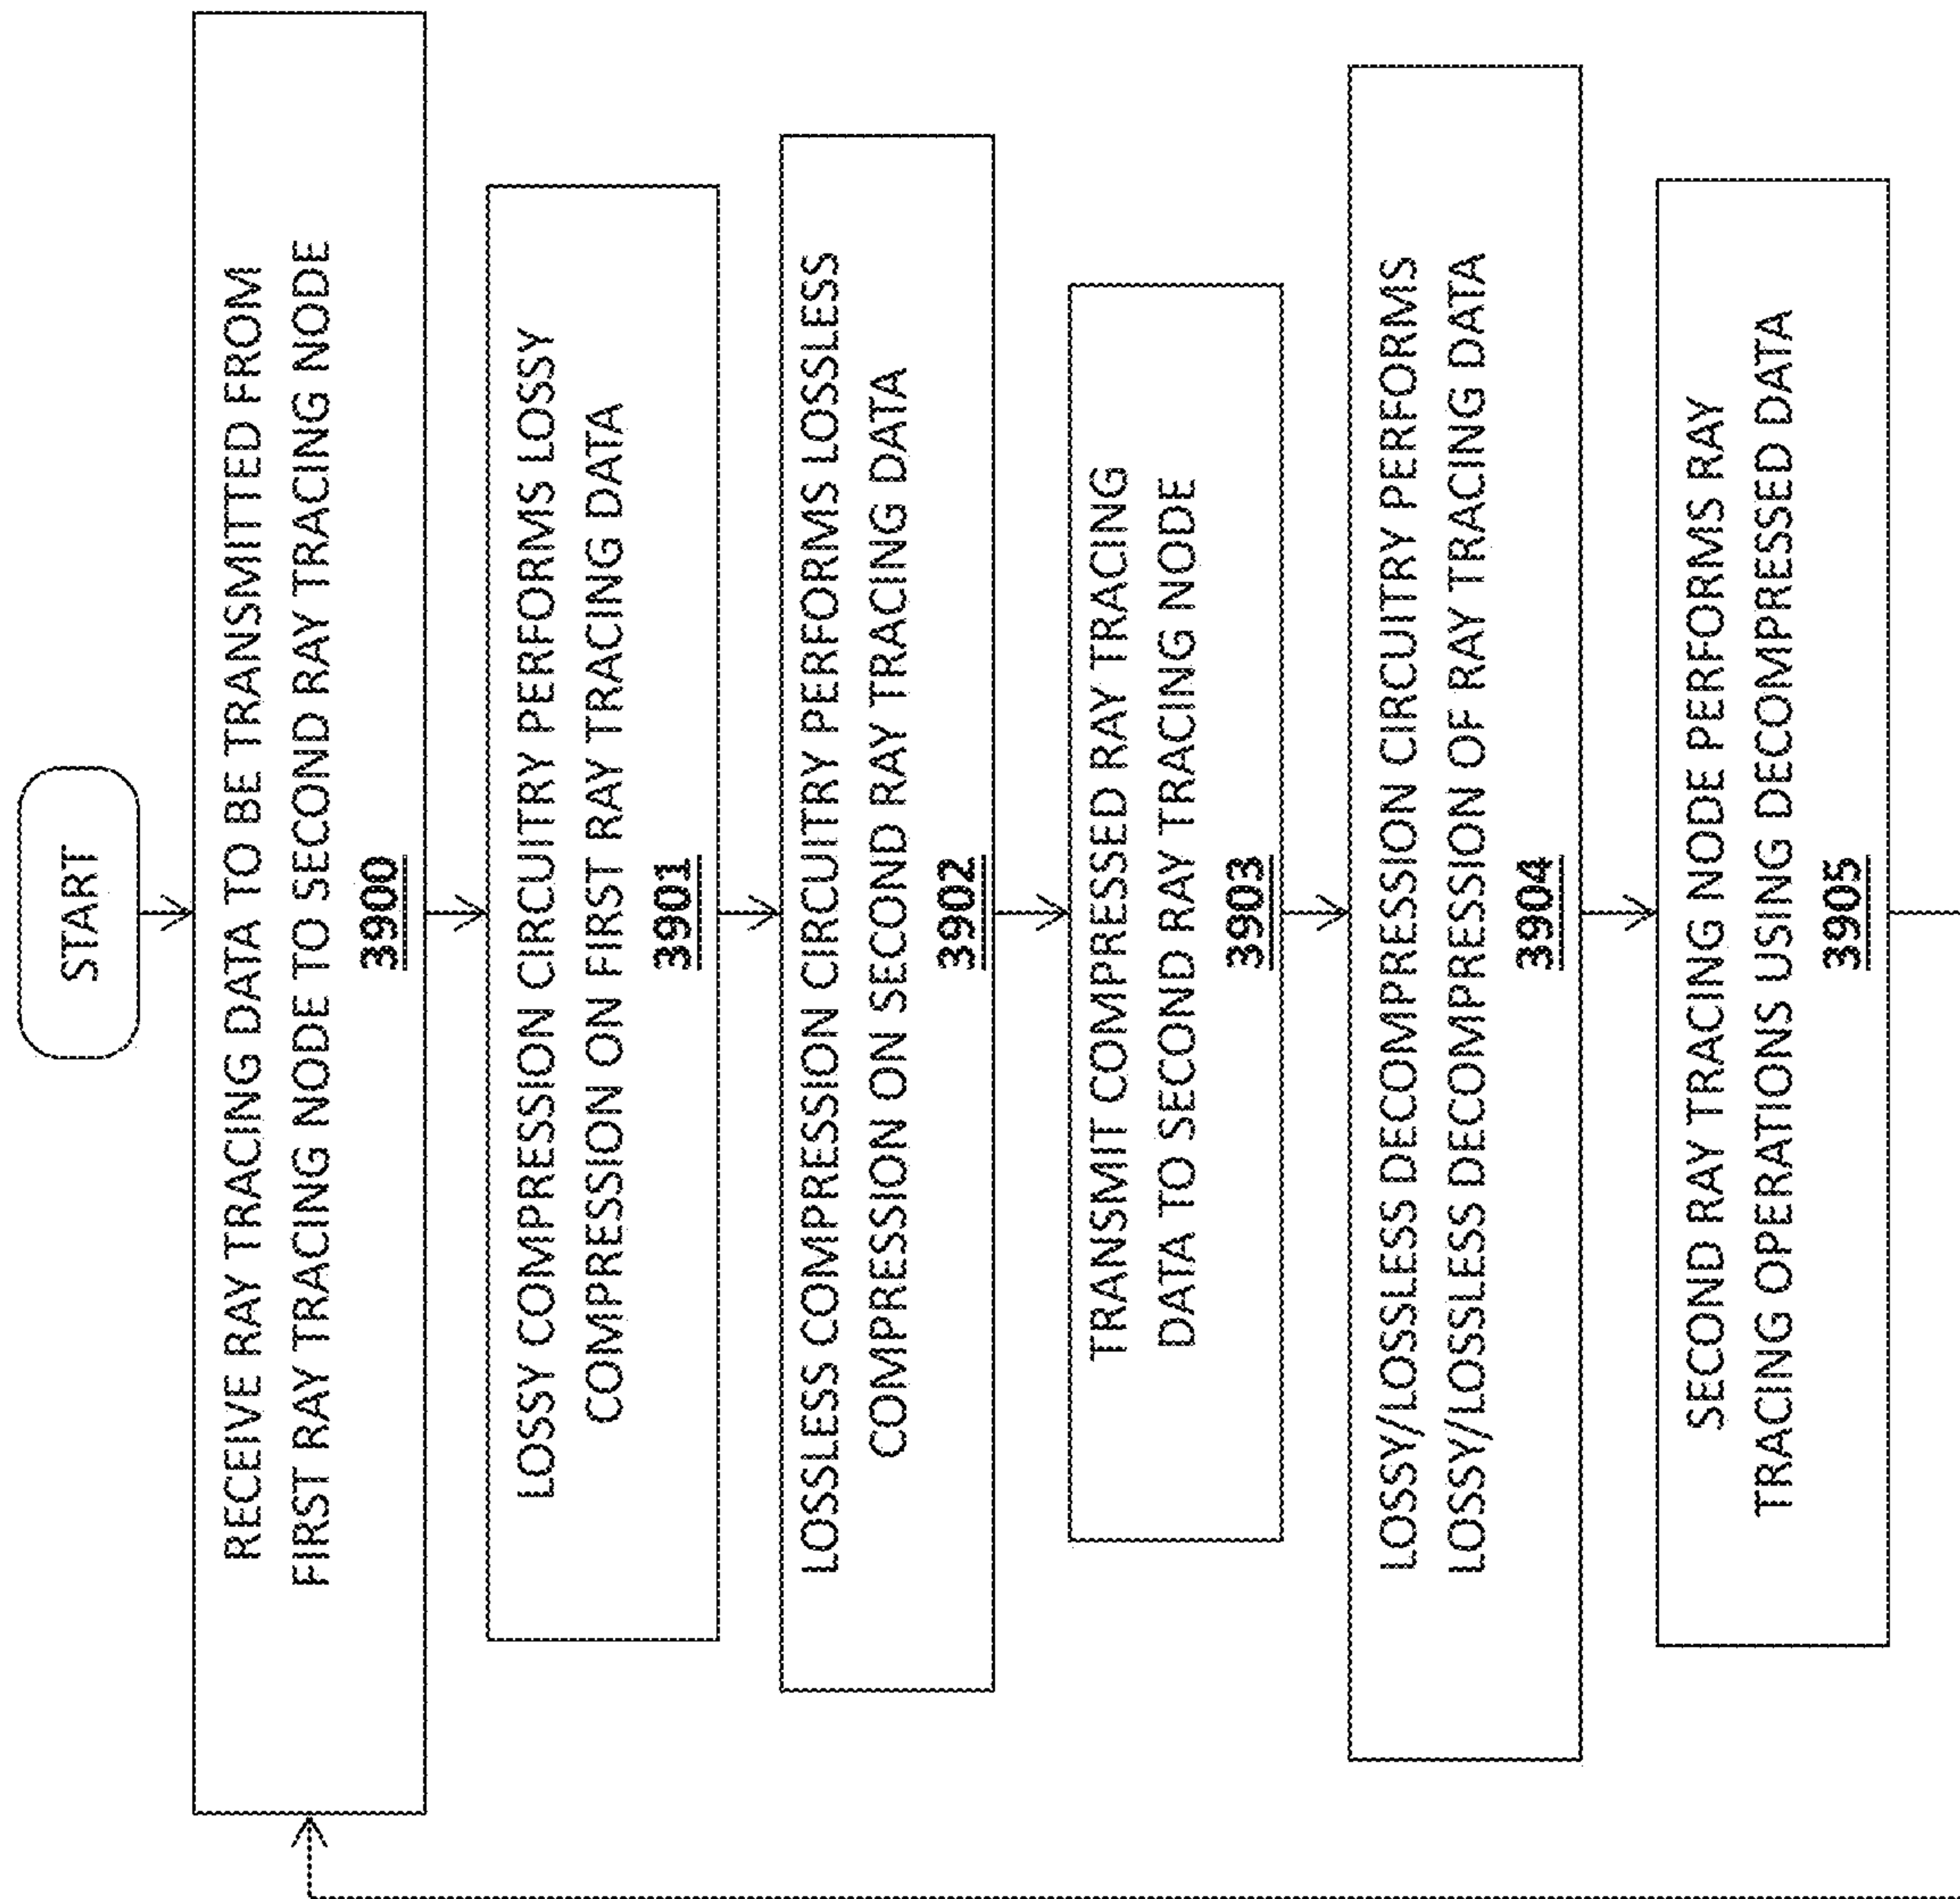 START
RECEIVE RAY TRACING DATA TO BE TRANSMITTED FROM
FIRST RAY TRACING NODE TO SECOND RAY TRACING NODE
3900
LOSSY COMPRESSION CIRCUITRY PERFORMS LOSSY
COMPRESSION ON FIRST RAY TRACING DATA
3901
LOSSLESS COMPRESSION CIRCUITRY PERFORMS LOSSLESS
COMPRESSION ON SECOND RAY TRACING DATA
3902
TRANSMIT COMPRESSED RAY TRACING
DATA TO SECOND RAY TRACING NODE
3903
LOSSY/LOSSLESS DECOMPRESSION CIRCUITRY PERFORMS
LOSSY/LOSSLESS DECOMPRESSION OF RAY TRACING DATA
3904
SECOND RAY TRACING NODE PERFORMS RAY
TRACING OPERATIONS USING DECOMPRESSED DATA
3905